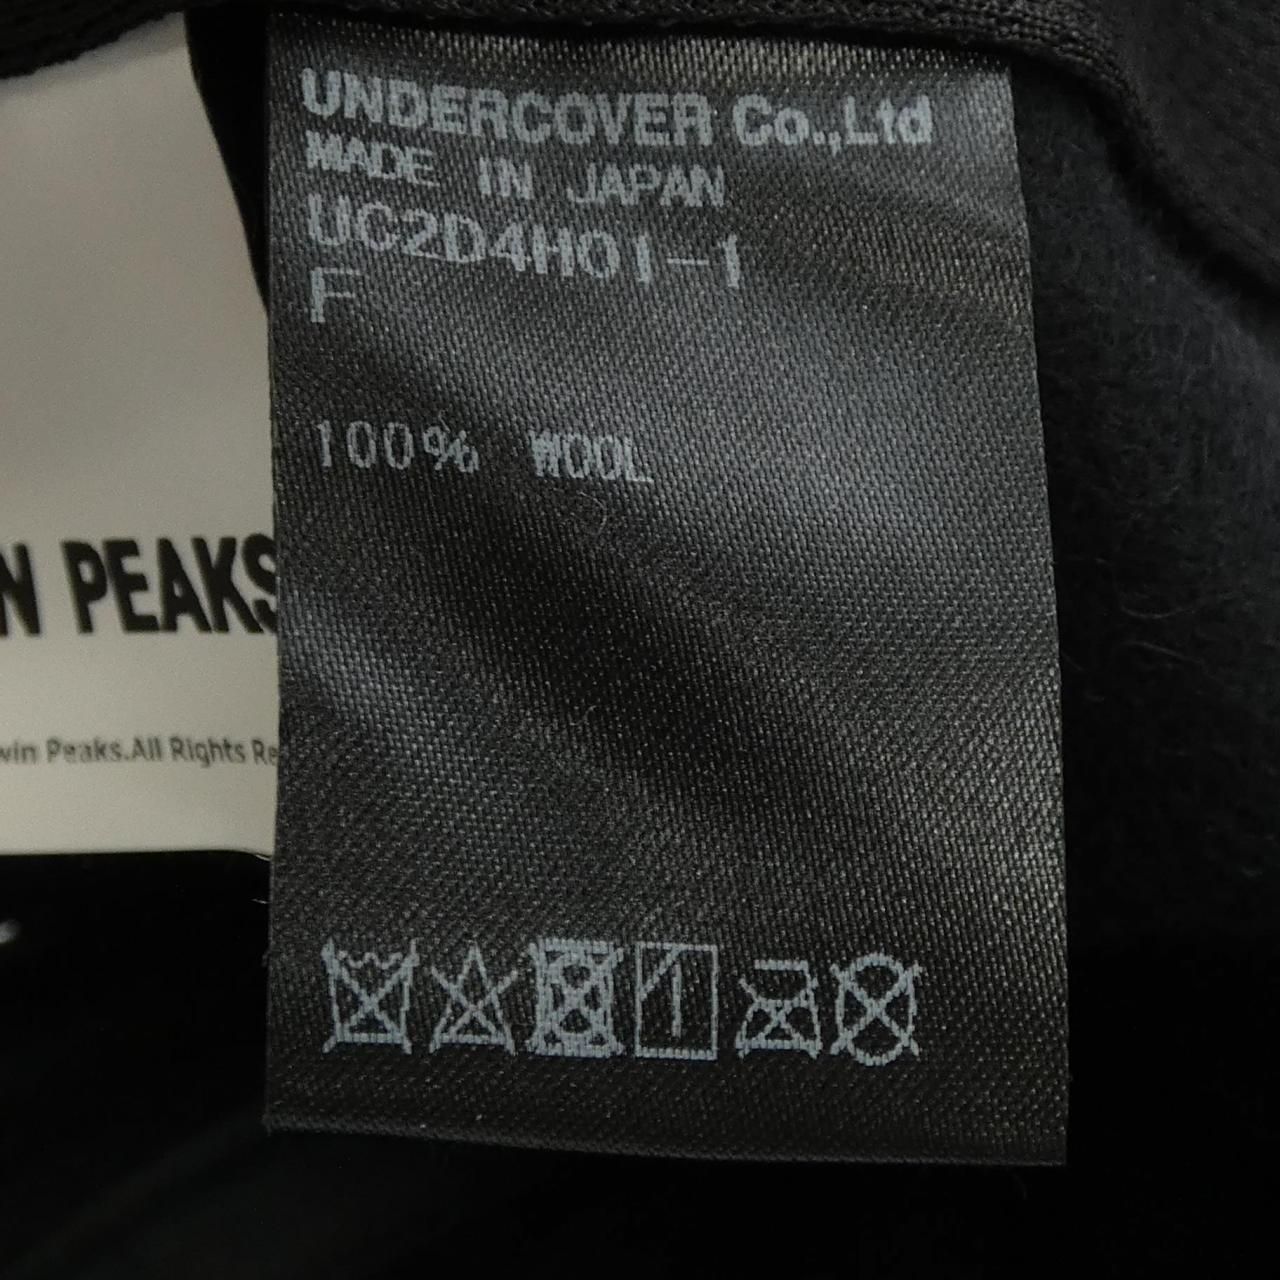 UNDERCOVER Co.,Ltd
MADE IN JAPAN
UC2D4H01-1
F
100% WOOL
N PEAKS
win Peaks.All Rights Re